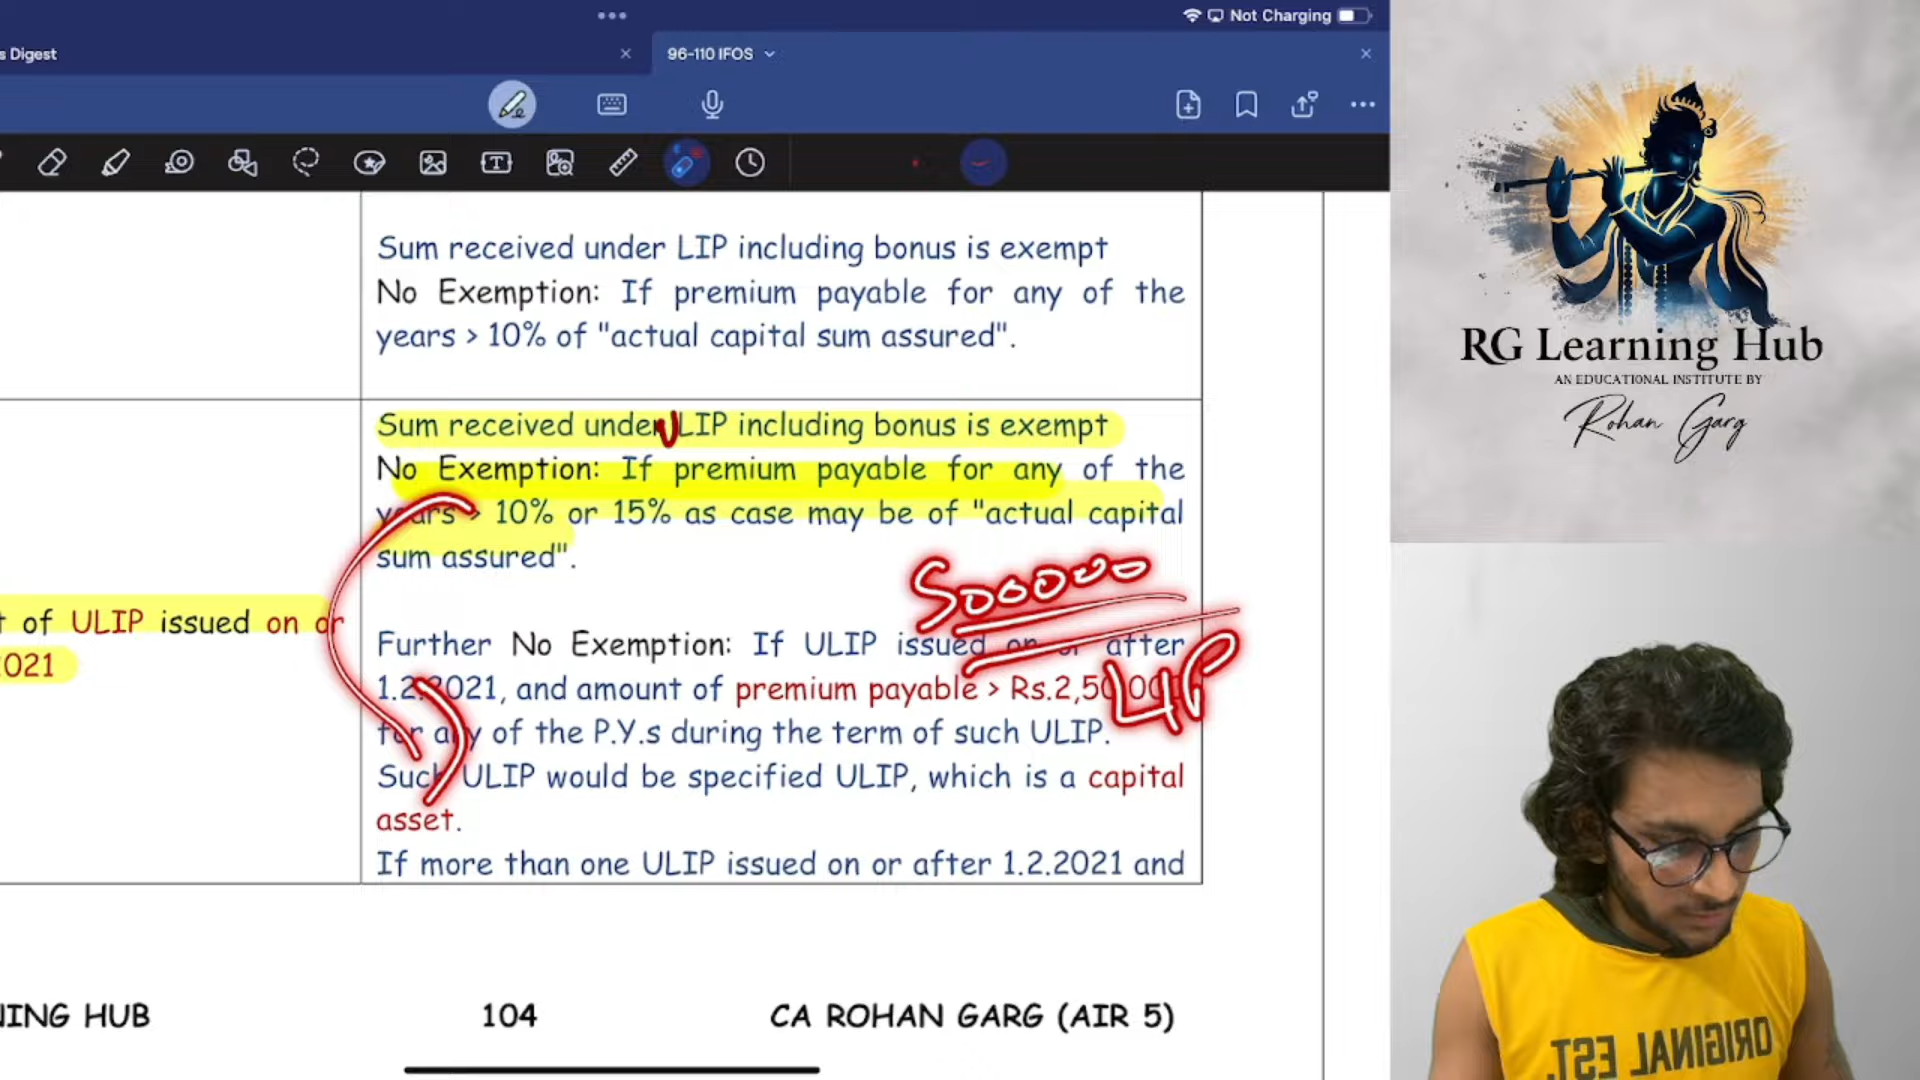 Not Charging
s Digest
96-110 IFOS
Sum received under LIP including bonus is exempt
No Exemption: If premium payable for any of the
years > 10% of "actual capital sum assured".
Sum received under ULIP including bonus is exempt
No Exemption: If premium payable for any of the
years > 10% or 15% as case may be of "actual capital
sum assured".
500000
t of ULIP issued on or
2021
Further No Exemption: If ULIP issued on or after
1.2.2021, and amount of premium payable > Rs.2,50,000
LIP
for any of the P.Y.s during the term of such ULIP.
Such ULIP would be specified ULIP, which is a capital
asset.
If more than one ULIP issued on or after 1.2.2021 and
NING HUB 104 CA ROHAN GARG (AIR 5)
RG Learning Hub
AN EDUCATIONAL INSTITUTE BY
Rohan Garg
ORIGINAL EST.